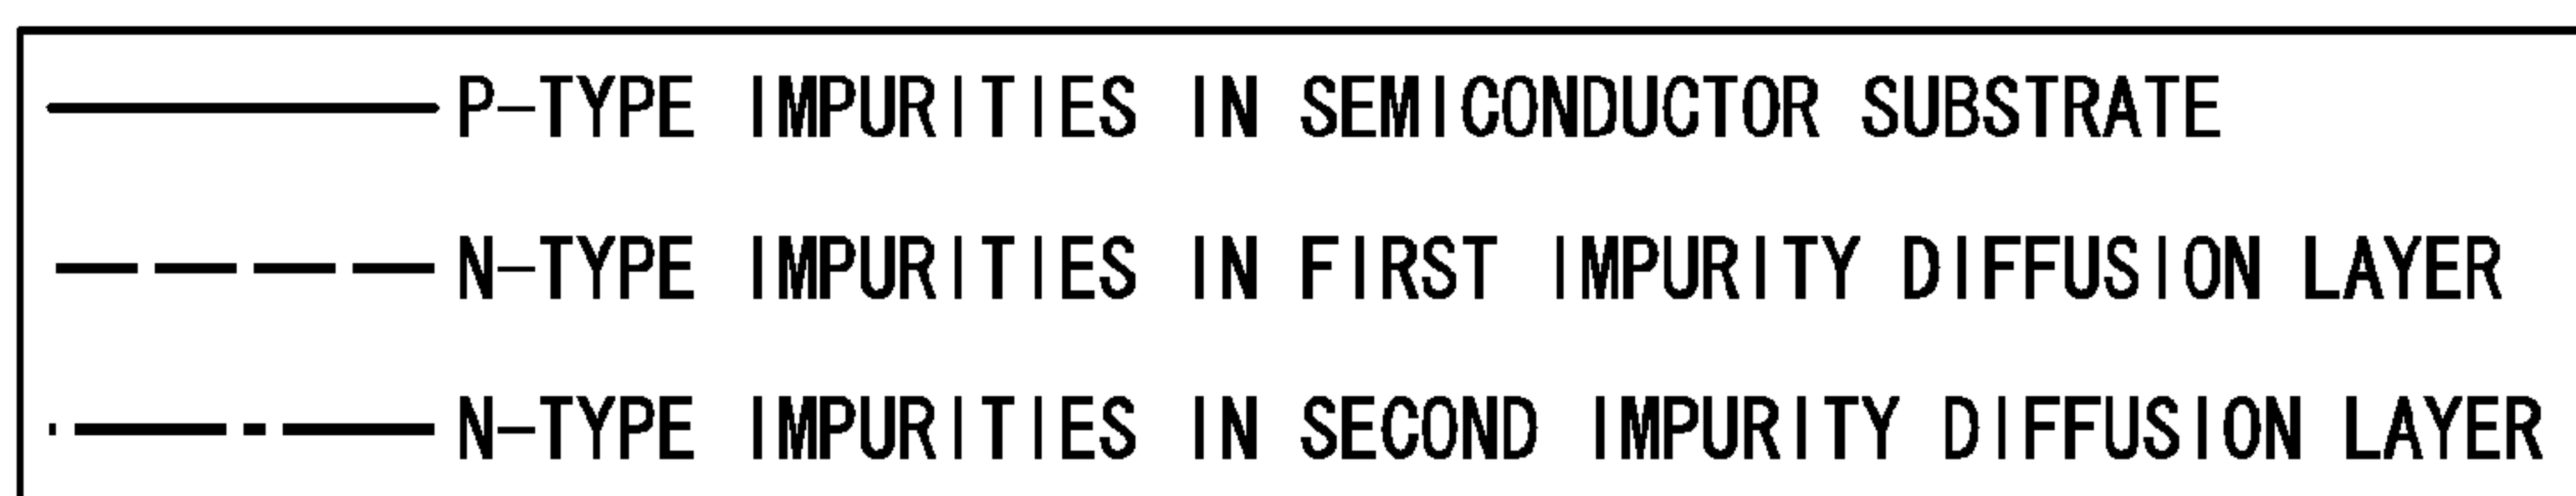 P-TYPE IMPURITIES IN SEMICONDUCTOR SUBSTRATE
N-TYPE IMPURITIES IN FIRST IMPURITY DIFFUSION LAYER
N-TYPE IMPURITIES IN SECOND IMPURITY DIFFUSION LAYER